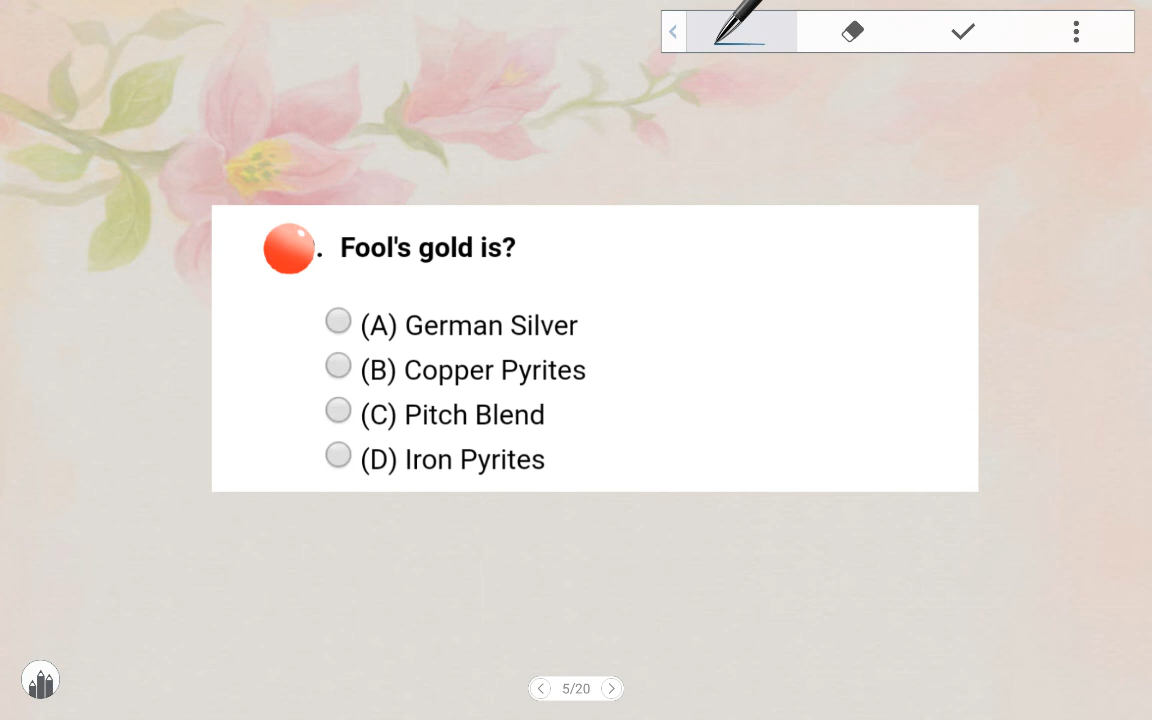 . Fool's gold is?
(A) German Silver
(B) Copper Pyrites
(C) Pitch Blend
(D) Iron Pyrites
5/20